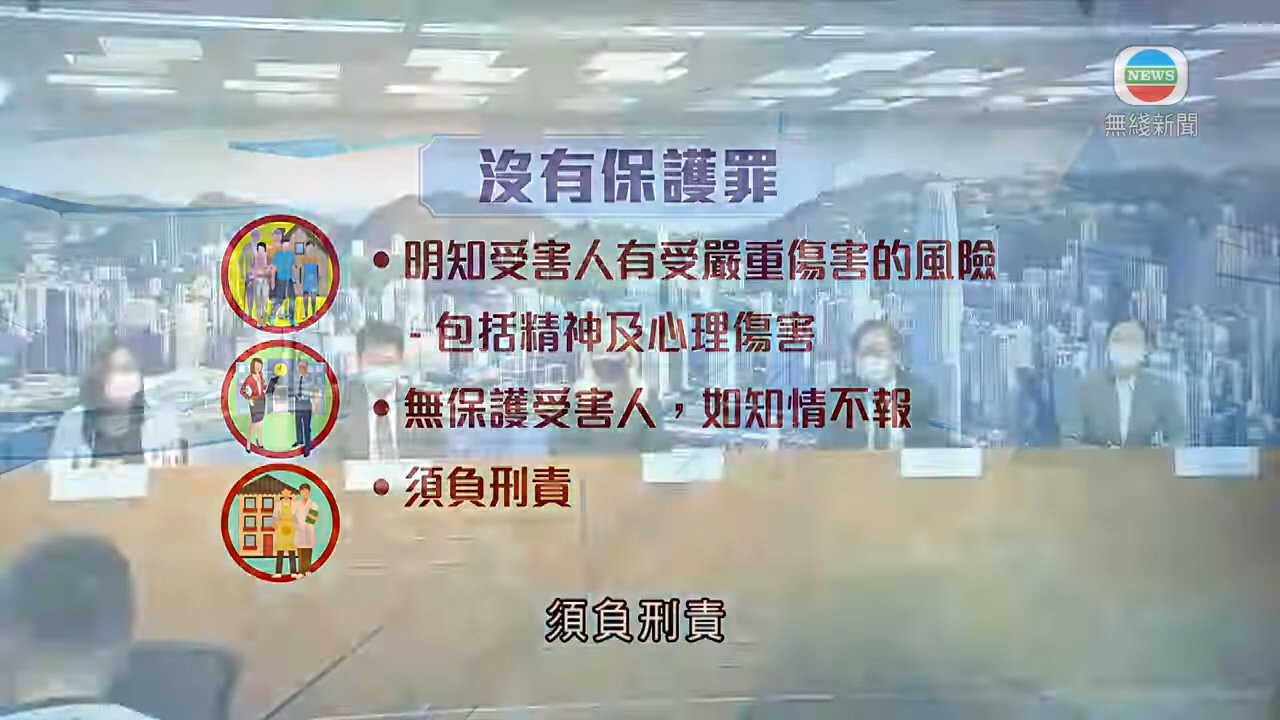 NEWS
無綫新聞
沒有保護罪
• 明知受害人有受嚴重傷害的風險
- 包括精神及心理傷害
• 無保護受害人，如知情不報
• 須負刑責
須負刑責